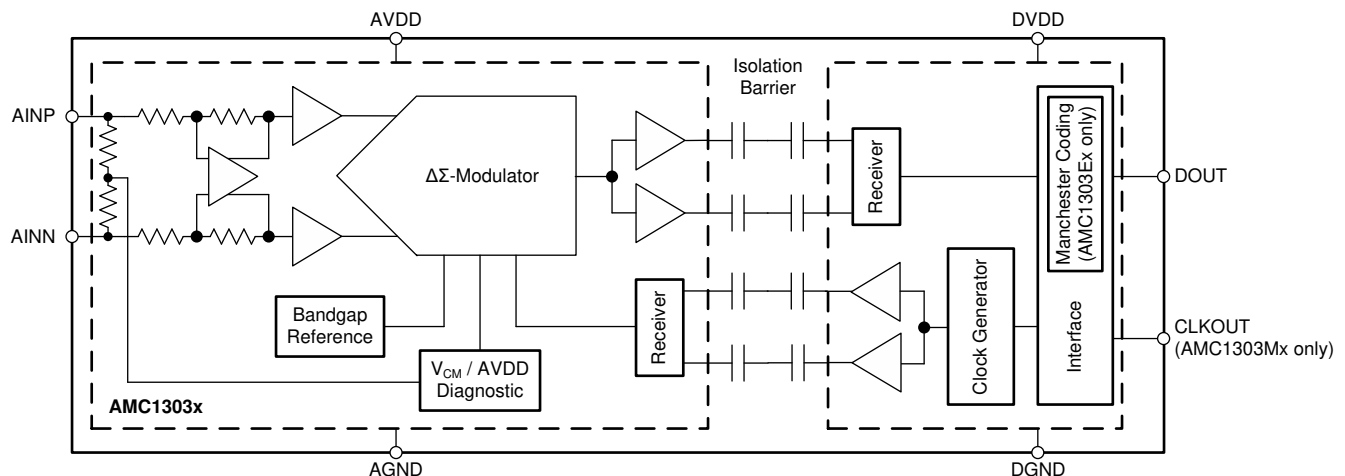 AVDD
DVDD
Isolation
Barrier
AINP
AINN
ΔΣ-Modulator
Receiver
Manchester Coding
(AMC1303Ex only)
DOUT
Bandgap
Reference
Receiver
Clock Generator
Interface
CLKOUT
(AMC1303Mx only)
VCM / AVDD
Diagnostic
AMC1303x
AGND
DGND